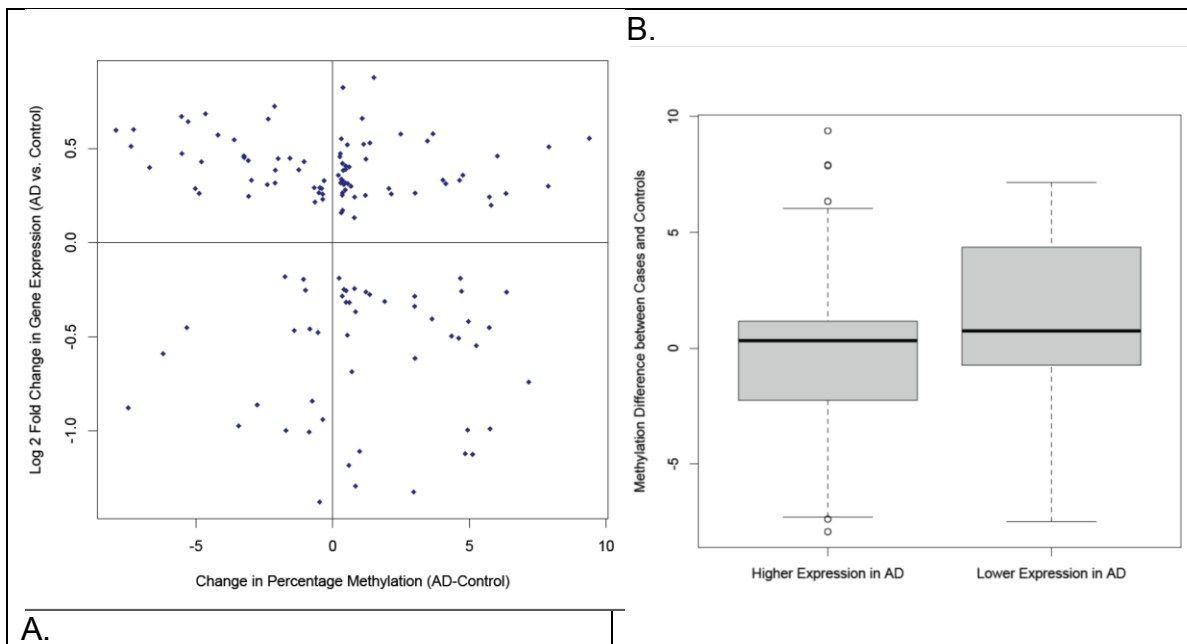 B.
Log 2 Fold Change in Gene Expression (AD vs. Control)
0.5
0.0
-0.5
-1.0
-5
0
5
10
Change in Percentage Methylation (AD-Control)
A.
Methylation Difference between Cases and Controls
10
5
0
-5
Higher Expression in AD
Lower Expression in AD